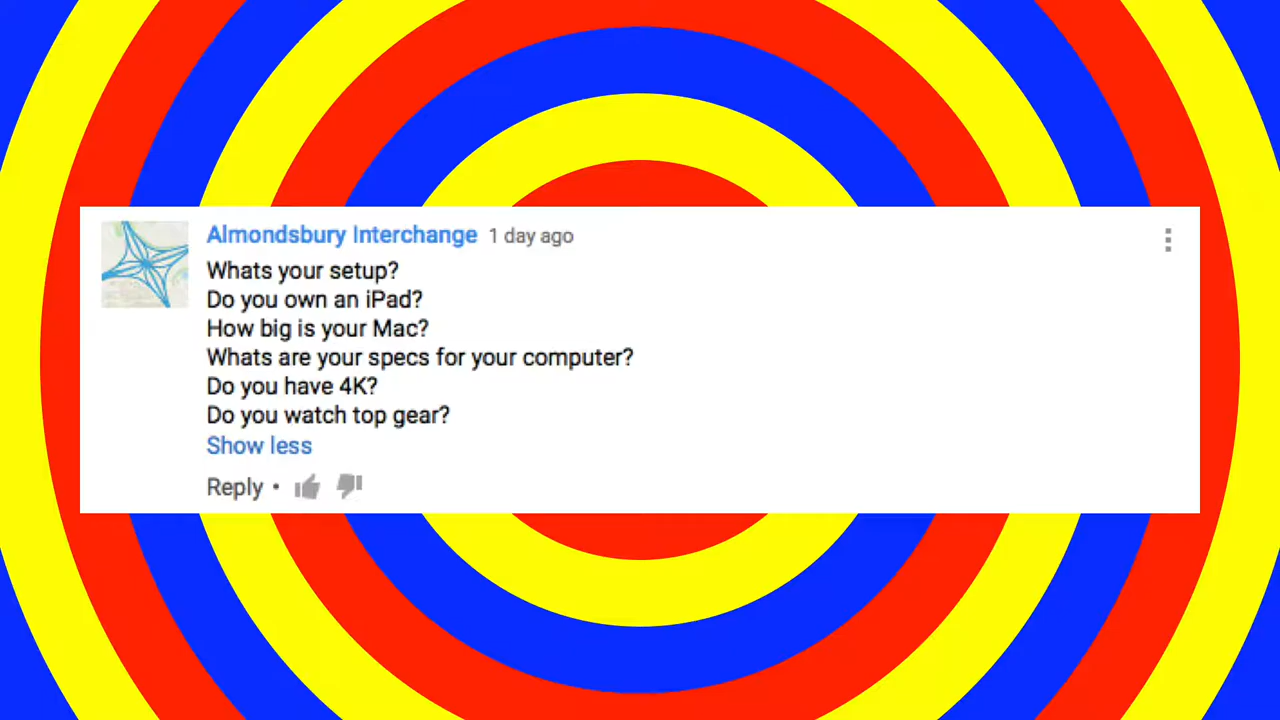 Almondsbury Interchange 1 day ago
Whats your setup?
Do you own an iPad?
How big is your Mac?
Whats are your specs for your computer?
Do you have 4K?
Do you watch top gear?
Show less
Reply •